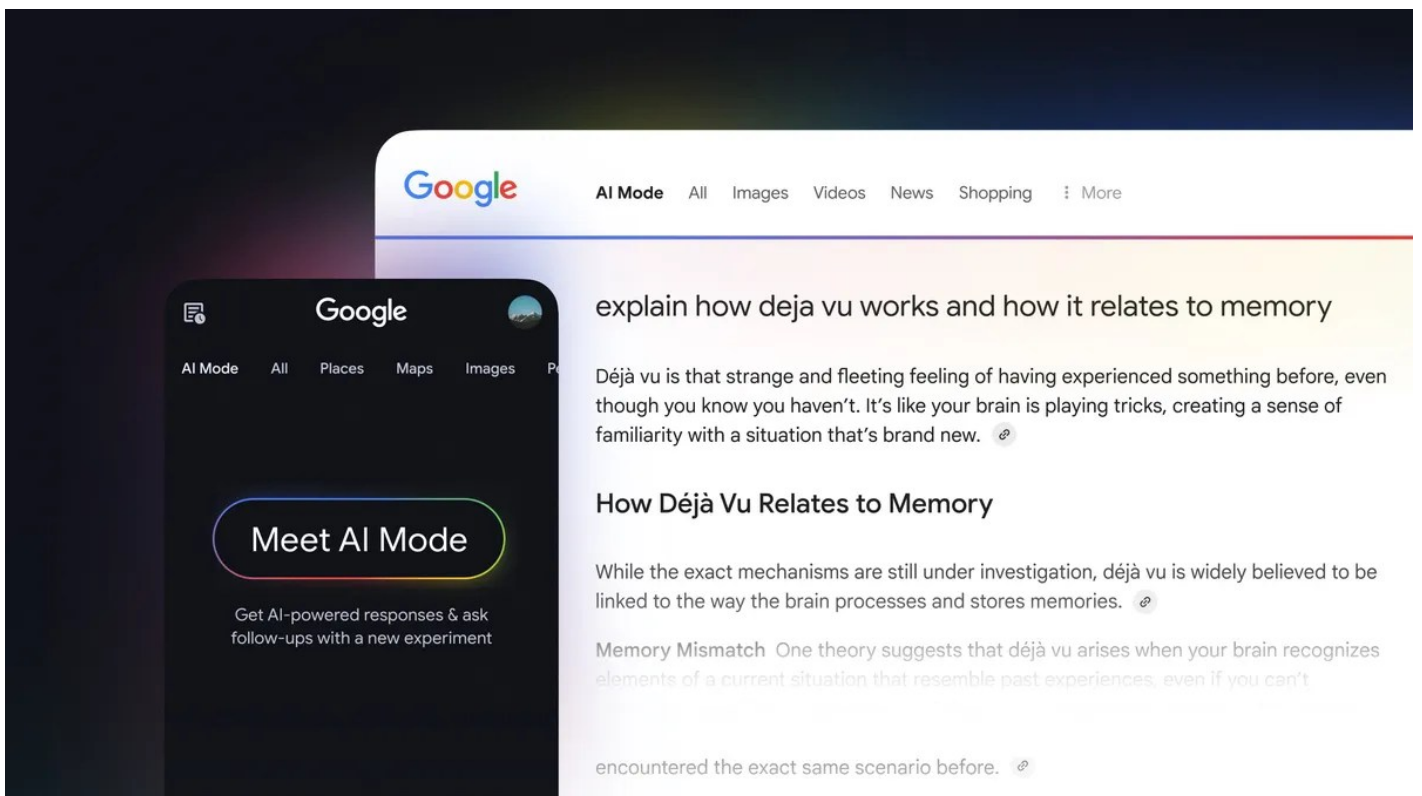 Google
AI Mode All Images Videos News Shopping More
explain how deja vu works and how it relates to memory
Déjà vu is that strange and fleeting feeling of having experienced something before, even
though you know you haven’t. It’s like your brain is playing tricks, creating a sense of
familiarity with a situation that’s brand new.
How Déjà Vu Relates to Memory
While the exact mechanisms are still under investigation, déjà vu is widely believed to be
linked to the way the brain processes and stores memories.
Memory Mismatch One theory suggests that déjà vu arises when your brain recognizes
elements of a current situation that resemble past experiences, even if you can’t
encountered the exact same scenario before.
Google
AI Mode All Places Maps Images
Meet AI Mode
Get AI-powered responses & ask
follow-ups with a new experiment